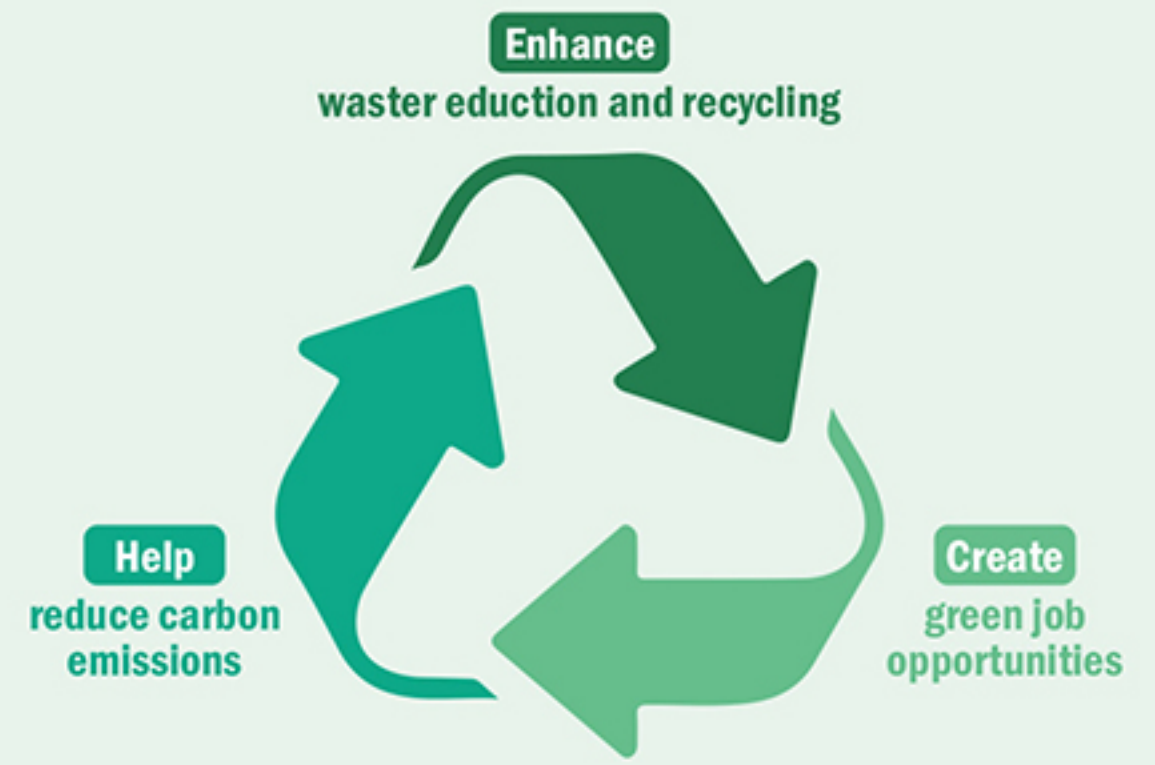 Enhance
waster eduction and recycling
Help
reduce carbon
emissions
Create
green job
opportunities